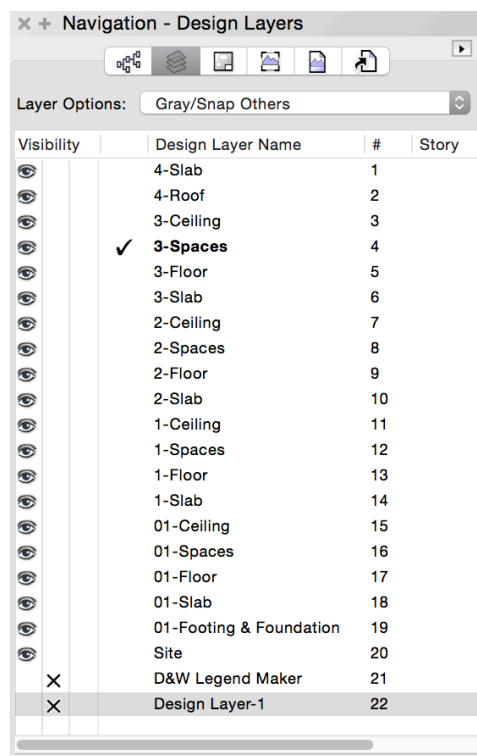 Navigation - Design Layers
Layer Options: Gray/Snap Others
Visibility Design Layer Name # Story
4-Slab 1
4-Roof 2
3-Ceiling 3
3-Spaces 4
3-Floor 5
3-Slab 6
2-Ceiling 7
2-Spaces 8
2-Floor 9
2-Slab 10
1-Ceiling 11
1-Spaces 12
1-Floor 13
1-Slab 14
01-Ceiling 15
01-Spaces 16
01-Floor 17
01-Slab 18
01-Footing & Foundation 19
Site 20
D&W Legend Maker 21
Design Layer-1 22